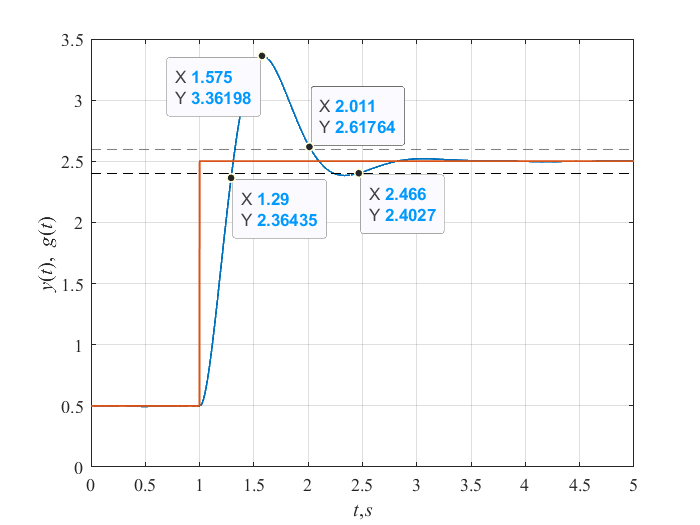 3.5
3
2.5
2
1.5
1
0.5
0
y(t), g(t)
X 1.575
Y 3.36198
X 2.011
Y 2.61764
X 1.29
Y 2.36435
X 2.466
Y 2.4027
0 0.5 1 1.5 2 2.5 3 3.5 4 4.5 5
t,s